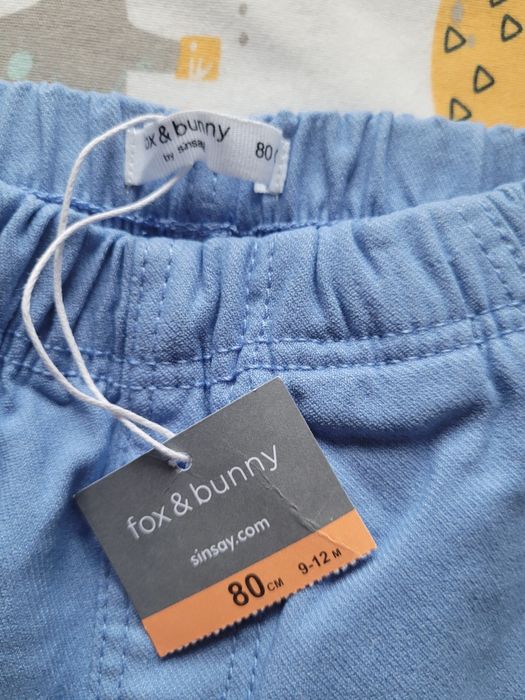 fox & bunny
by sinsay
80
fox & bunny
sinsay.com
80 CM 9-12 M